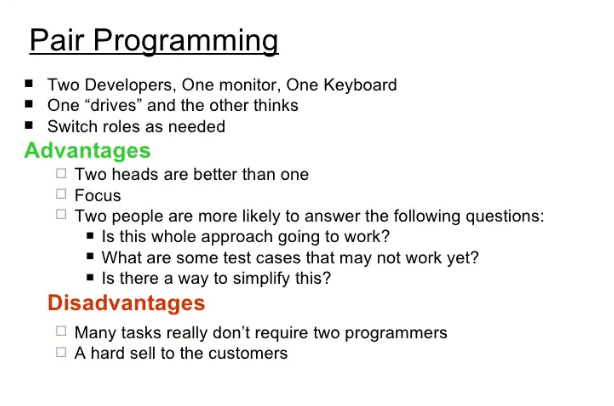 Pair Programming
Two Developers, One monitor, One Keyboard
One “drives” and the other thinks
Switch roles as needed
Advantages
Two heads are better than one
Focus
Two people are more likely to answer the following questions:
Is this whole approach going to work?
What are some test cases that may not work yet?
Is there a way to simplify this?
Disadvantages
Many tasks really don’t require two programmers
A hard sell to the customers